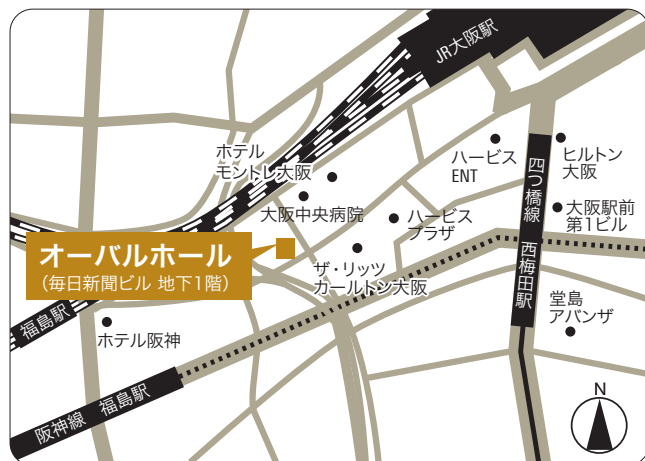 JR大阪駅
ホテル
モントレ大阪
大阪中央病院
ハービス
ENT
ヒルトン
大阪
四つ橋線 西梅田駅
大阪駅前
第1ビル
ハービス
プラザ
オーバルホール
(毎日新聞ビル 地下1階)
ザ・リッツ
カールトン大阪
福島駅
ホテル阪神
堂島
アバンザ
阪神線 福島駅
N